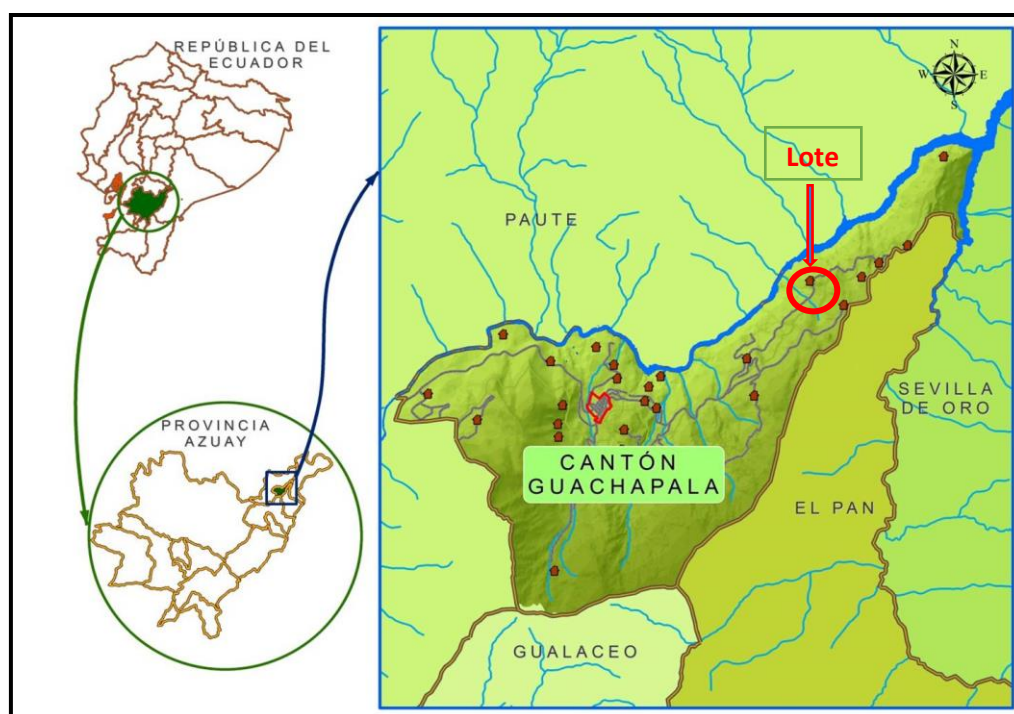 REPÚBLICA DEL
ECUADOR
PROVINCIA
AZUAY
N
W E
S
Lote
PAUTE
SEVILLA
DE ORO
CANTÓN
GUACHAPALA
EL PAN
GUALACEO